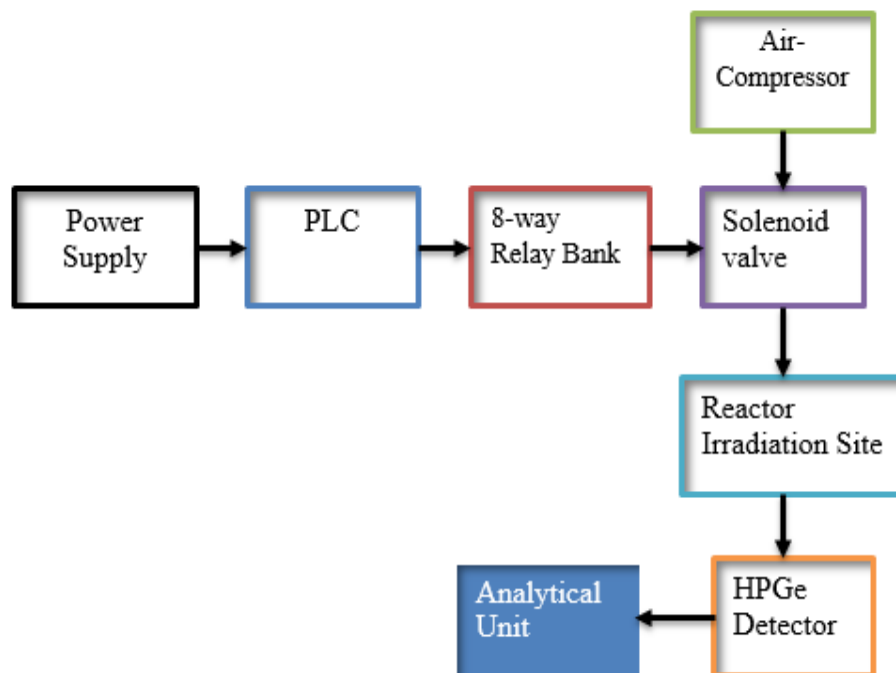 Air-
Compressor
Power
Supply
PLC
8-way
Relay Bank
Solenoid
valve
Reactor
Irradiation Site
HPGe
Detector
Analytical
Unit